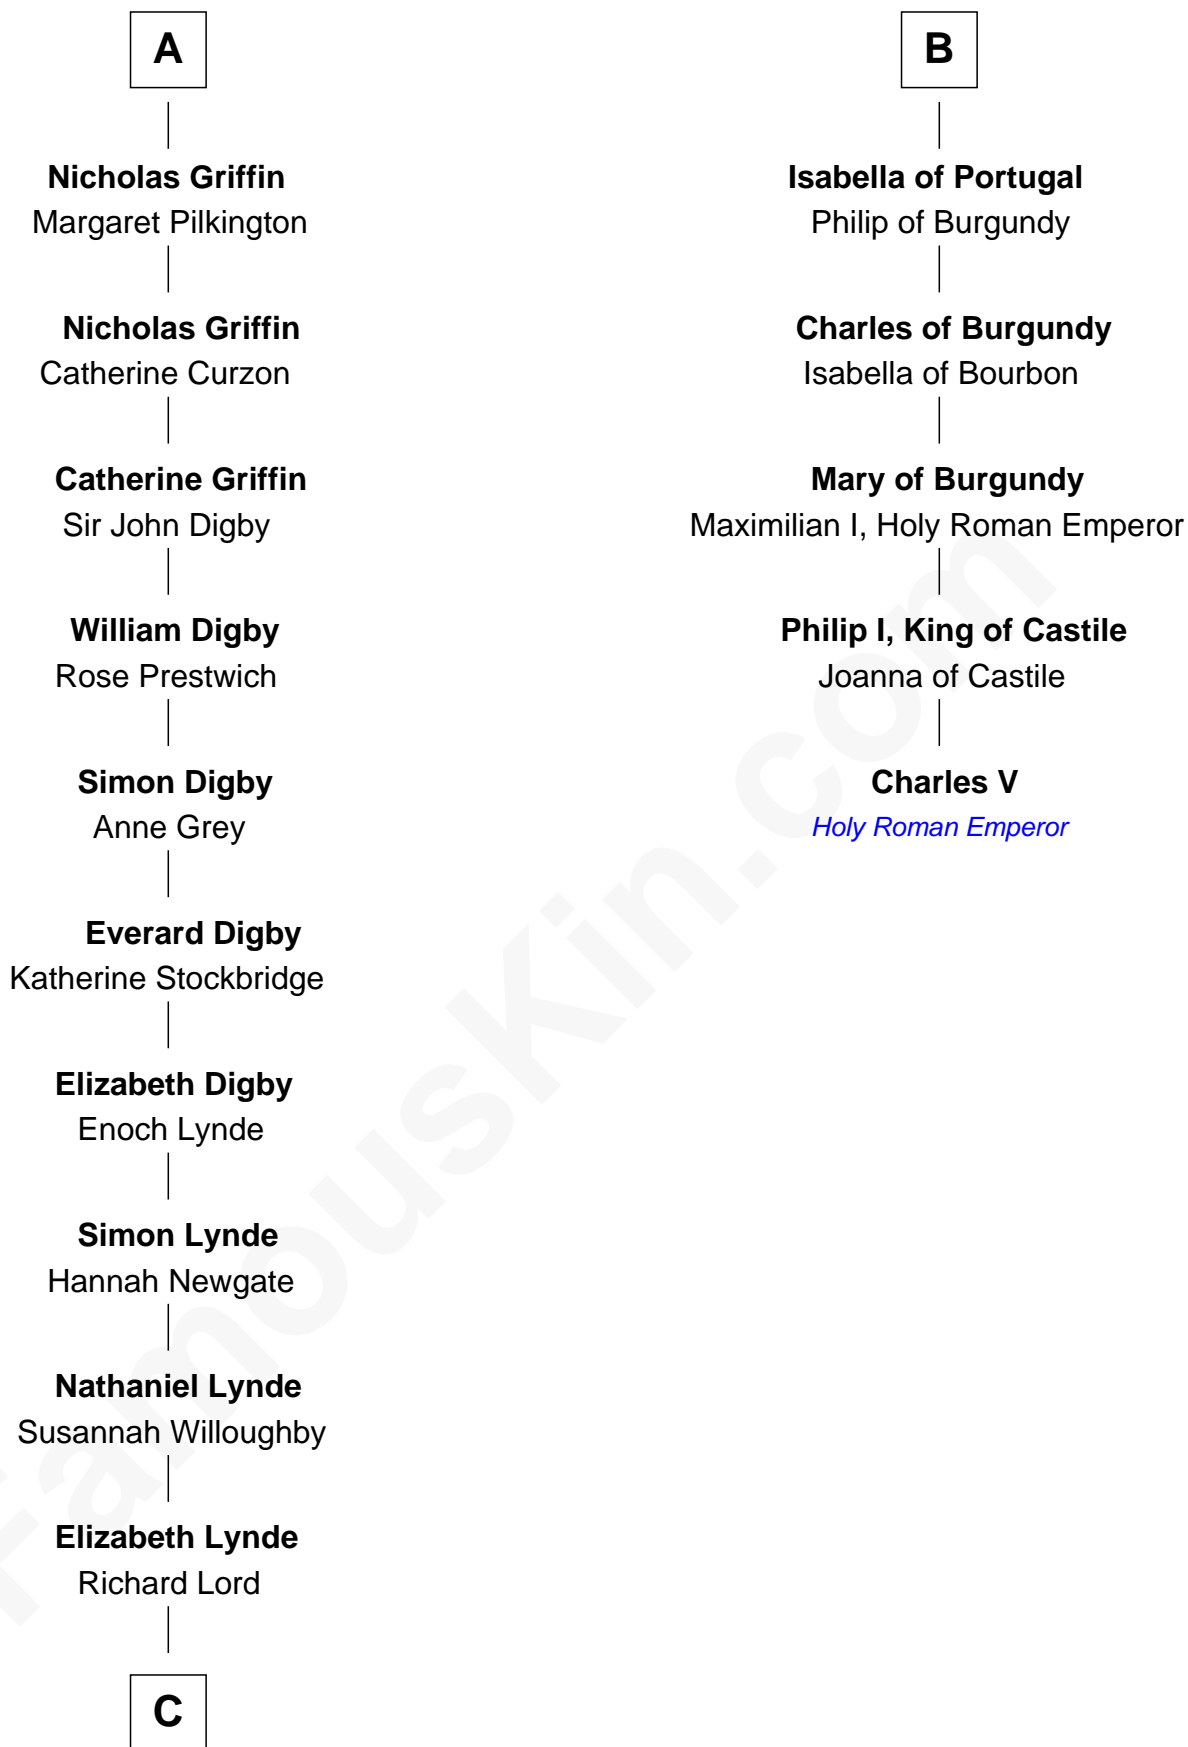 A
Nicholas Griffin
Margaret Pilkington
Nicholas Griffin
Catherine Curzon
Catherine Griffin
Sir John Digby
William Digby
Rose Prestwich
Simon Digby
Anne Grey
Everard Digby
Katherine Stockbridge
Elizabeth Digby
Enoch Lynde
Simon Lynde
Hannah Newgate
Nathaniel Lynde
Susannah Willoughby
Elizabeth Lynde
Richard Lord
C
B
Isabella of Portugal
Philip of Burgundy
Charles of Burgundy
Isabella of Bourbon
Mary of Burgundy
Maximilian I, Holy Roman Emperor
Philip I, King of Castile
Joanna of Castile
Charles V
Holy Roman Emperor
FamousKin.com